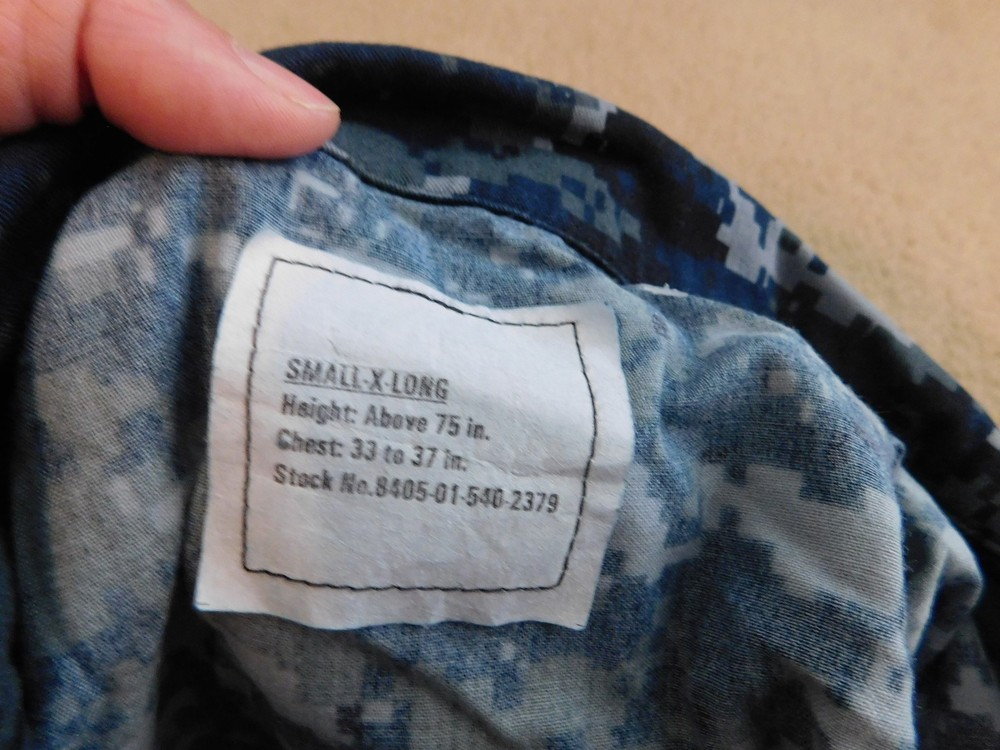 SMALL-X-LONG
Height: Above 75 in.
Chest: 33 to 37 in.
Stock No.8405-01-540-2379